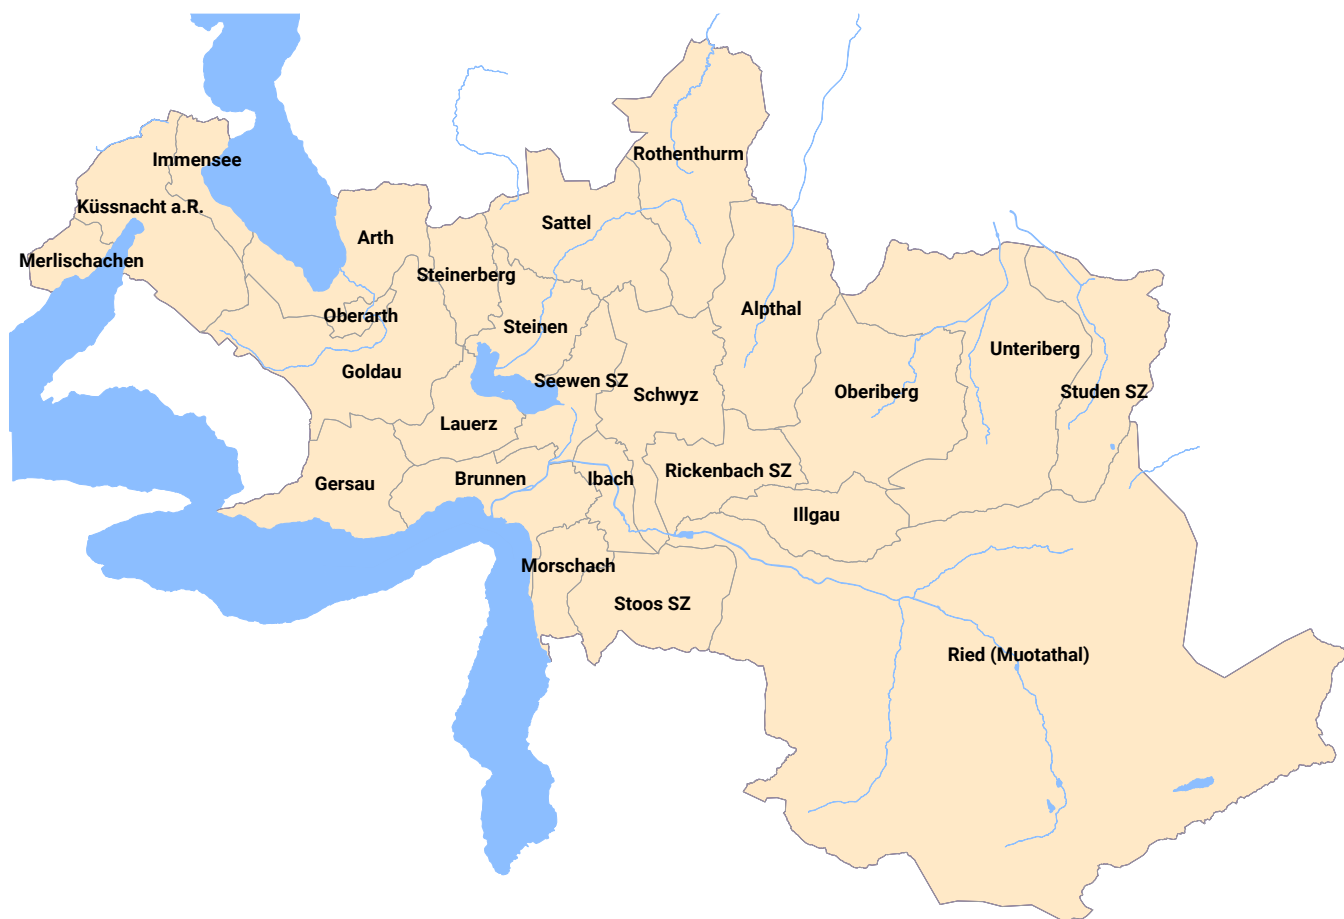 Rothenthurm
Immensee
Küssnacht a.R.
Sattel
Arth
Merlischachen
Steinerberg
Alpthal
Oberarth
Steinen
Unteriberg
Goldau
Seewen SZ
Schwyz
Oberiberg
Studen SZ
Lauerz
Rickenbach SZ
Gersau
Brunnen
Ibach
Illgau
Morschach
Stoos SZ
Ried (Muotathal)